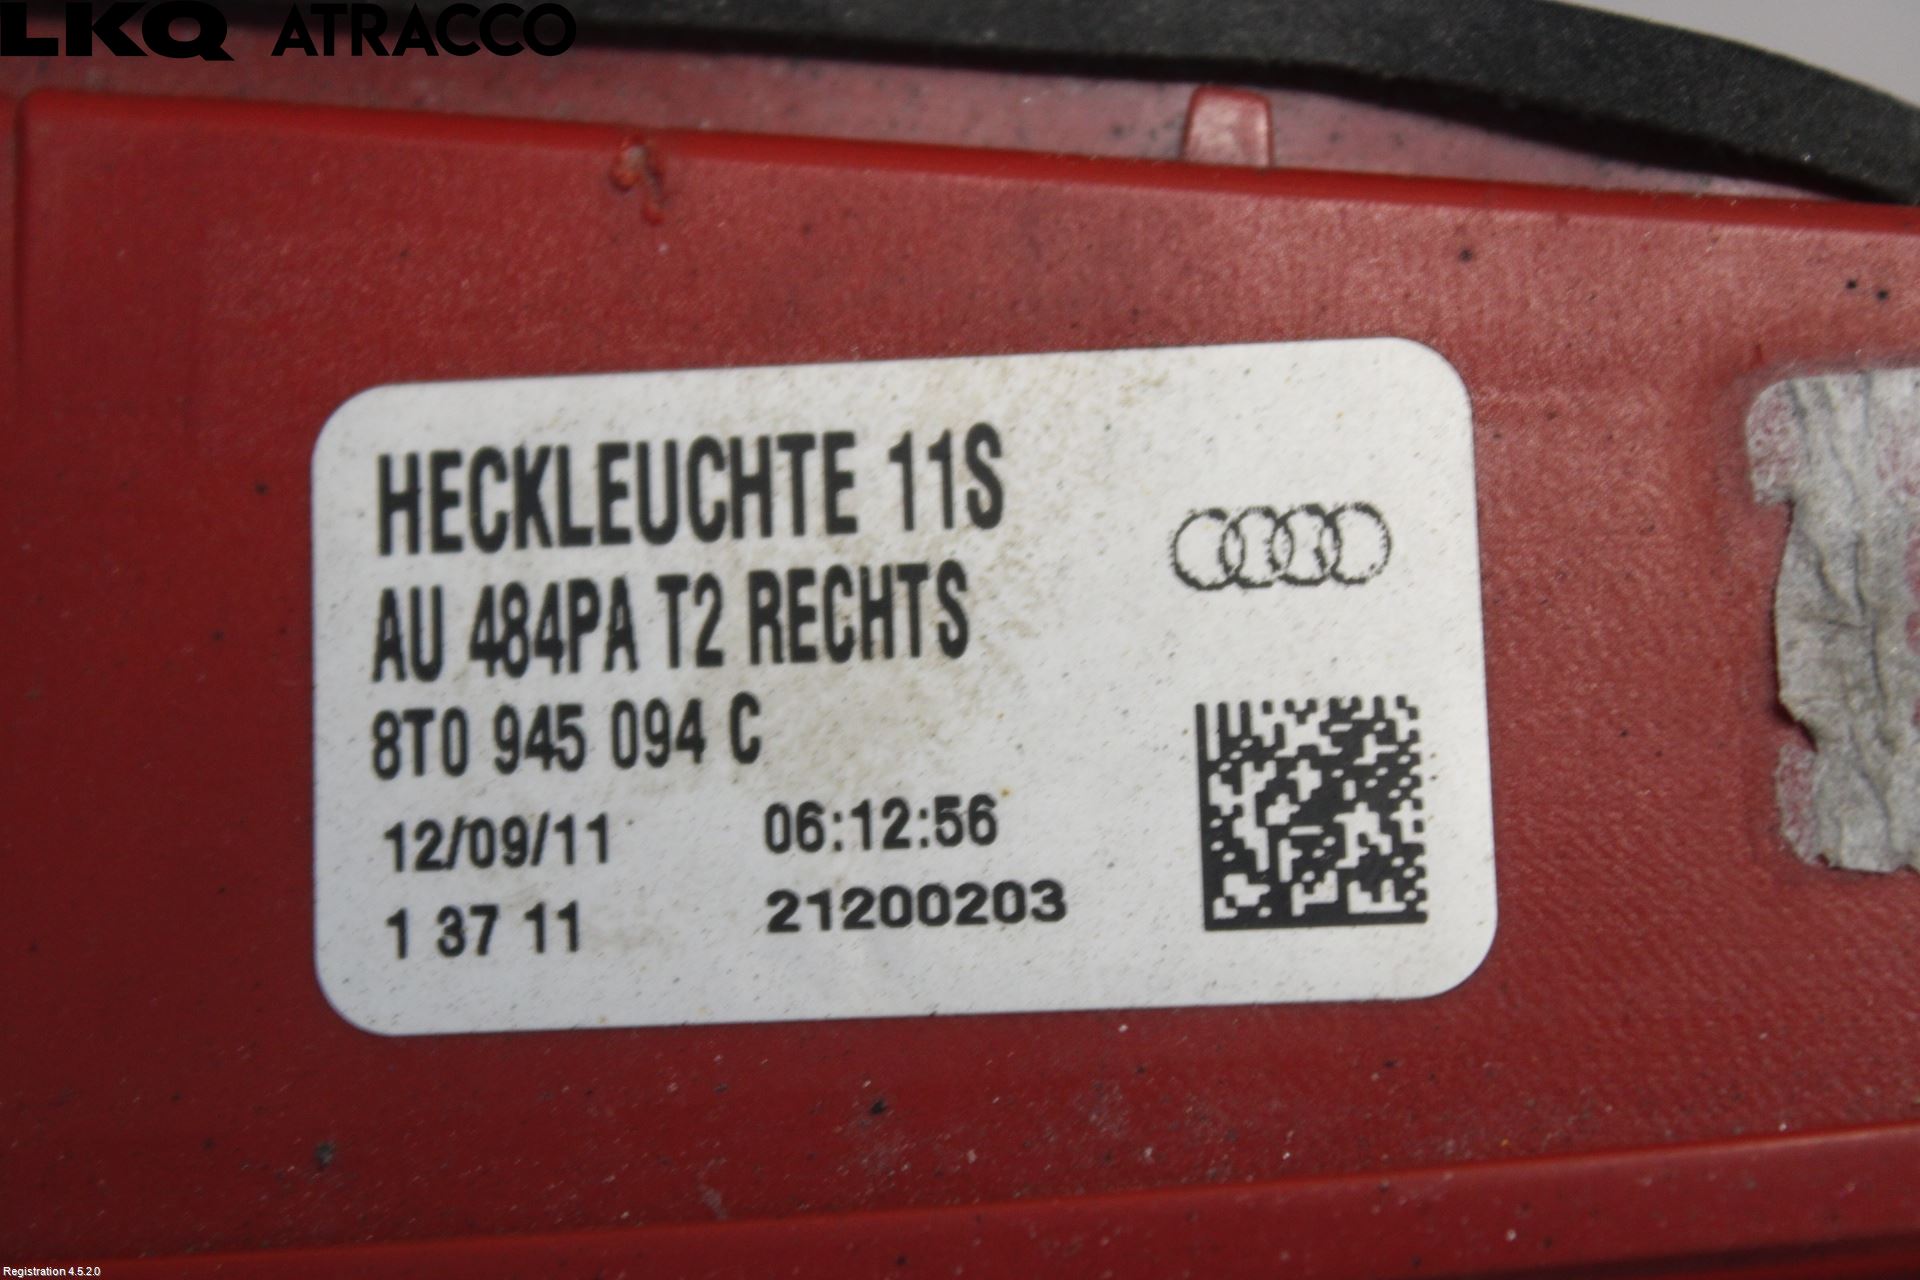 LKQ ATRACCO
HECKLEUCHTE 11S
AU 484PA T2 RECHTS
8T0 945 094 C
12/09/11 06:12:56
1 37 11 21200203
Registration 4.5.2.0